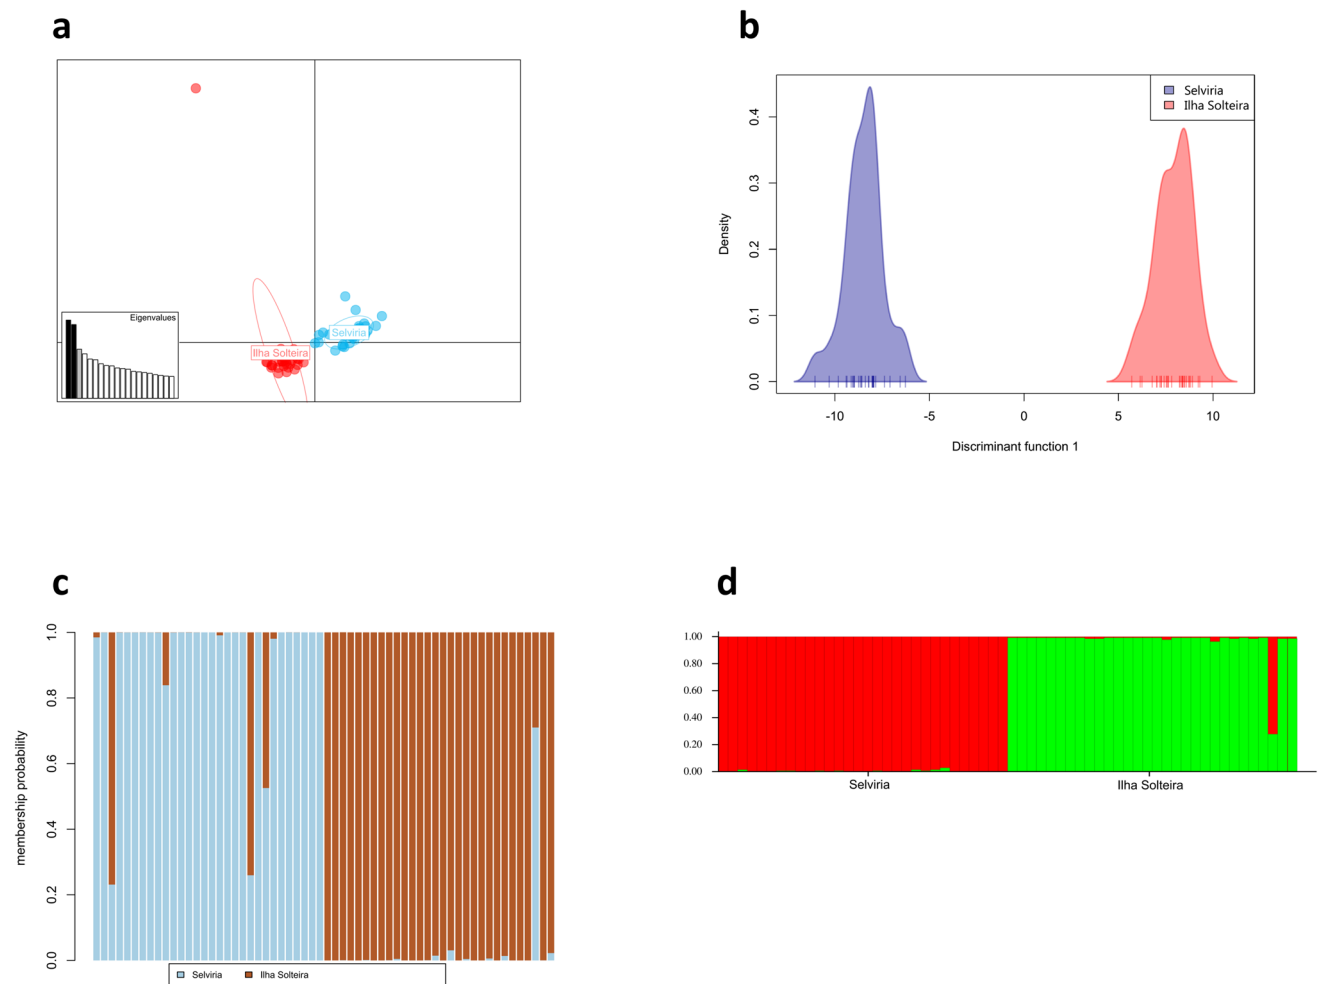 a
Ilha Solteira
Selviria
Eigenvalues
b
Selviria
Ilha Solteira
Density
0.4
0.3
0.2
0.1
0.0
-10 -5 0 5 10
Discriminant function 1
c
membership probability
1.0
0.8
0.6
0.4
0.2
0.0
Selviria Ilha Solteira
d
1.00
0.80
0.60
0.40
0.20
0.00
Selviria Ilha Solteira